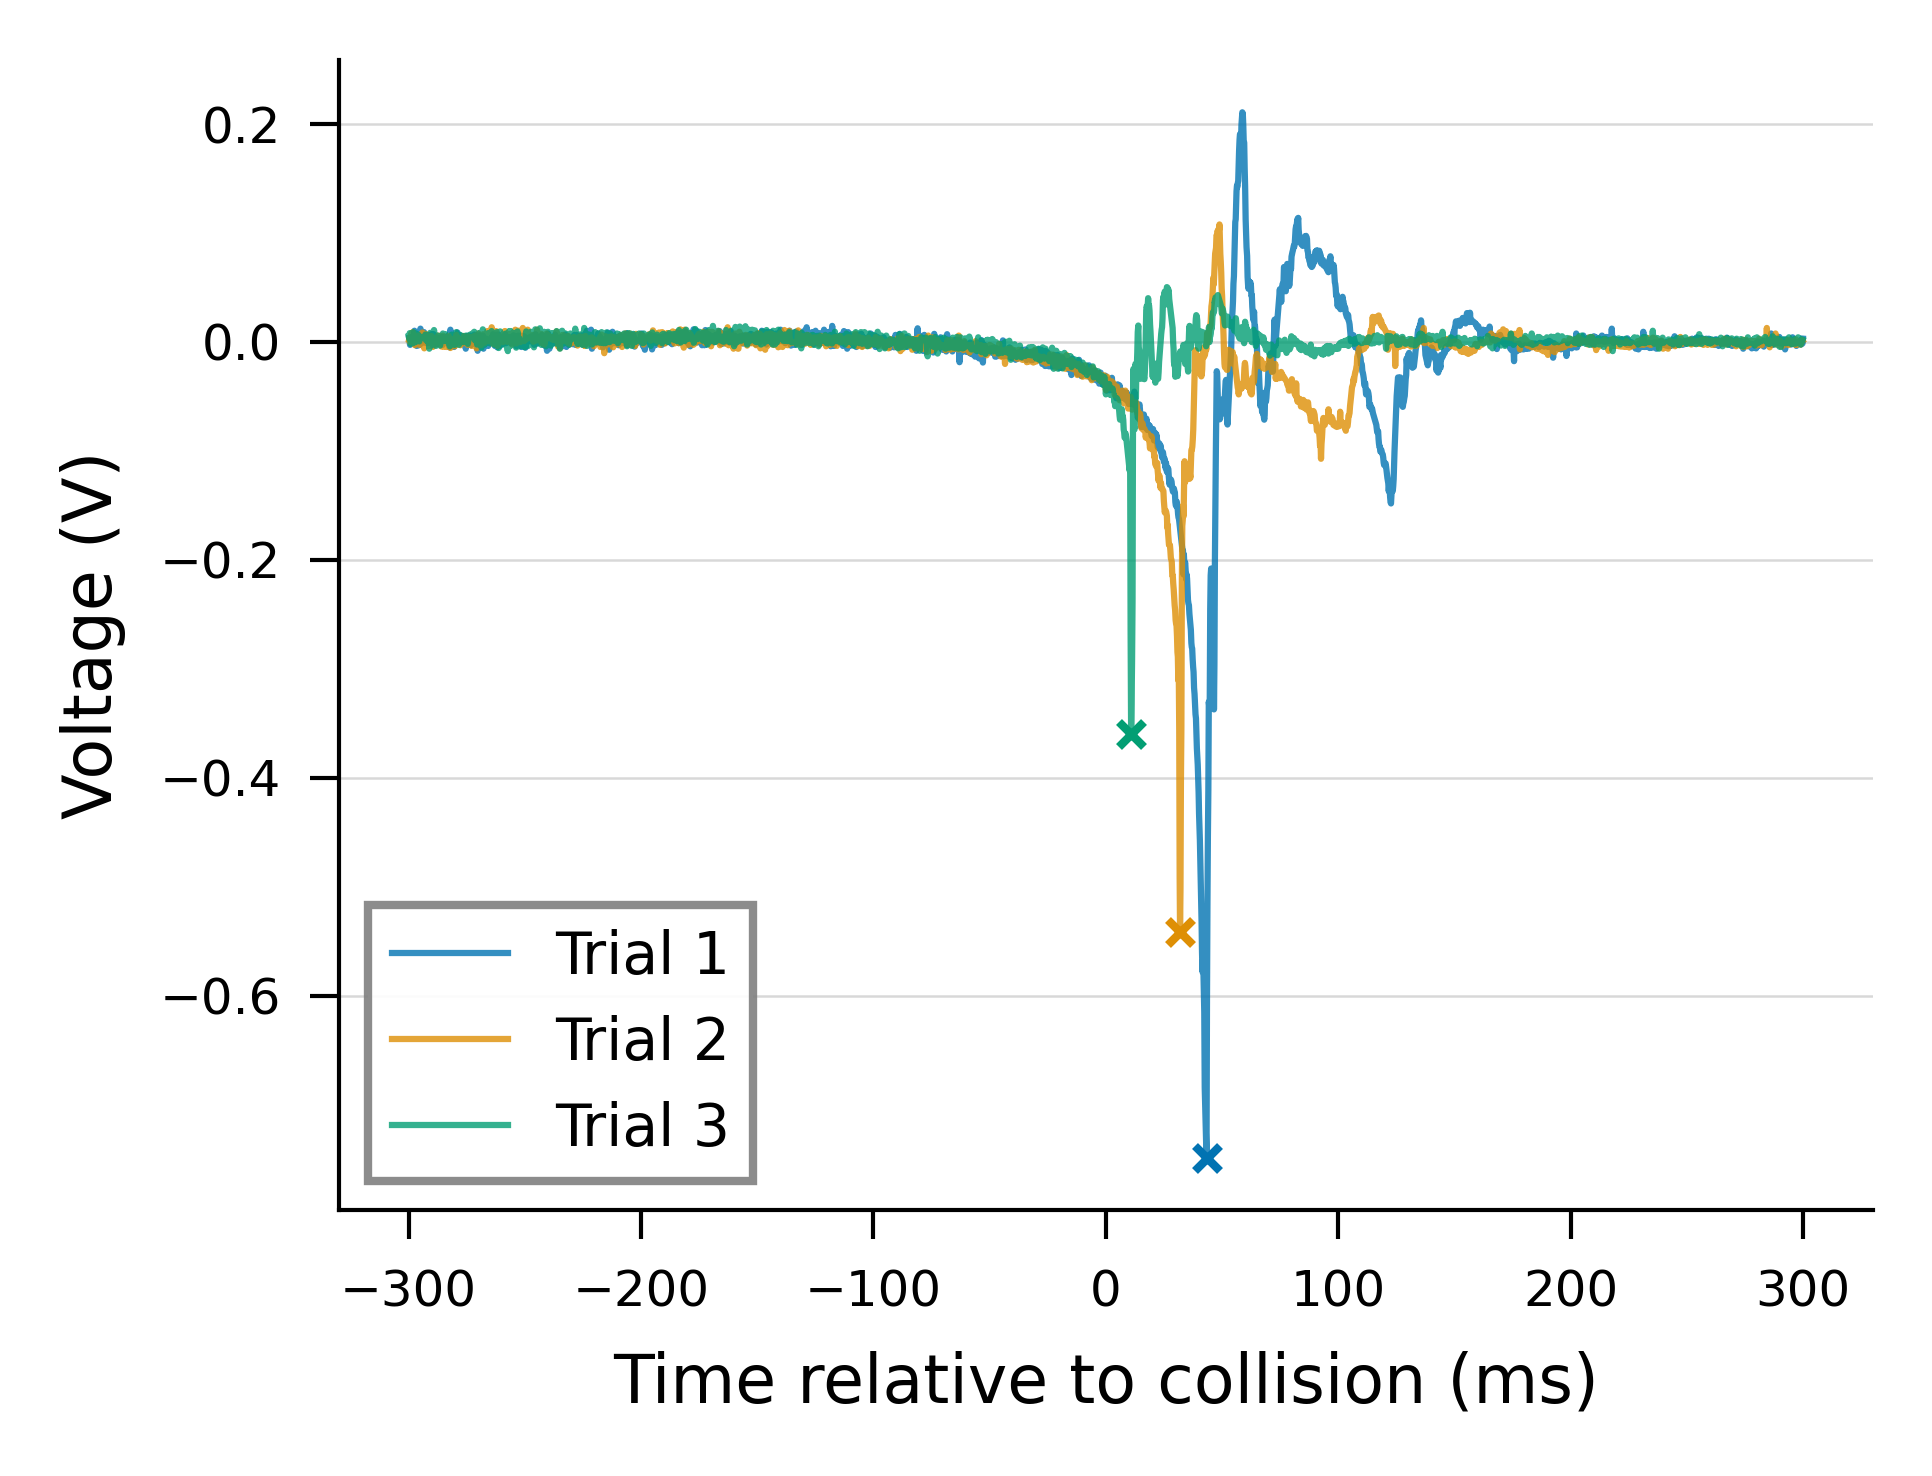 0.2
0.0
−0.2
−0.4
−0.6
Voltage (V)
Trial 1
Trial 2
Trial 3
−300 −200 −100 0 100 200 300
Time relative to collision (ms)